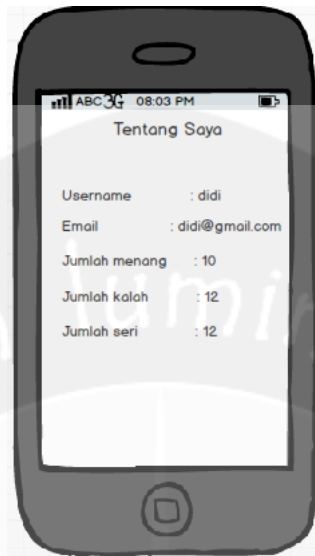 ABC 3G 08:03 PM
Tentang Saya
Username : didi
Email : didi@gmail.com
Jumlah menang : 10
Jumlah kalah : 12
Jumlah seri : 12